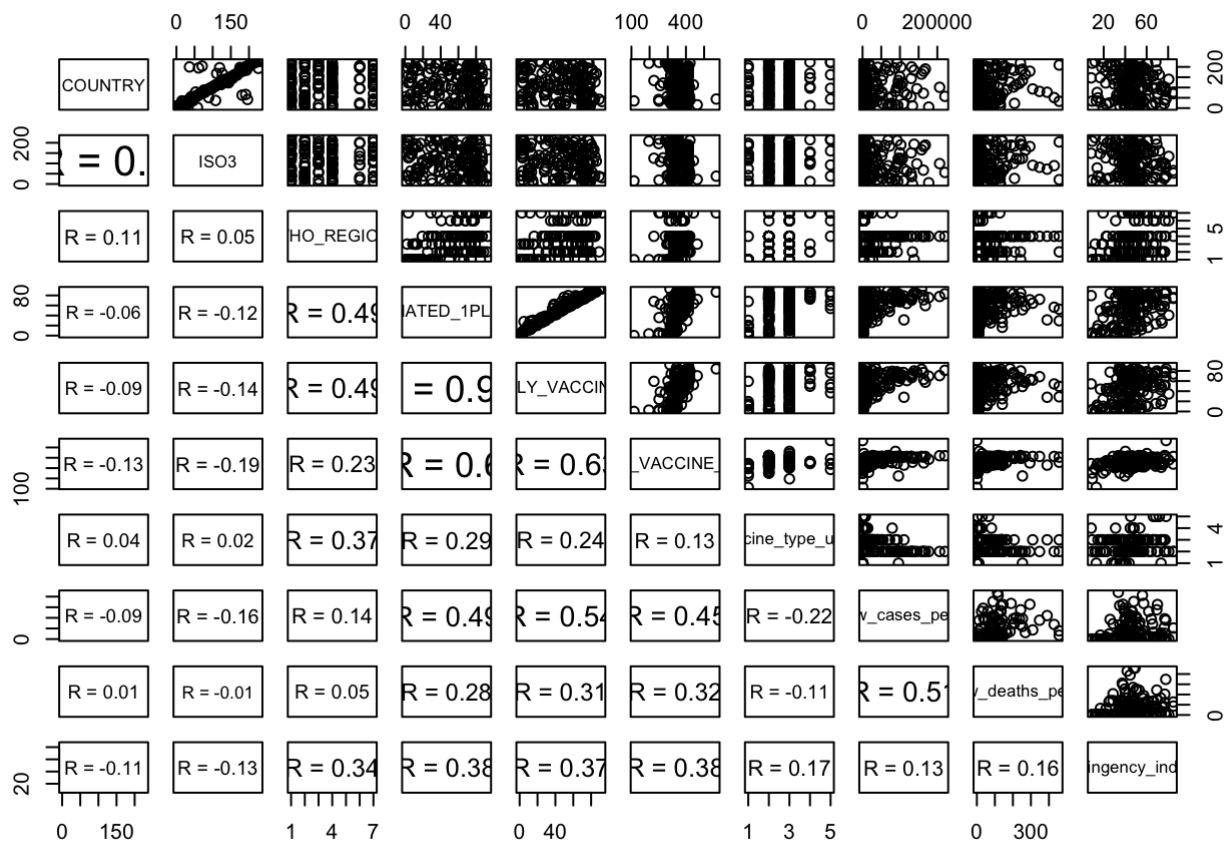 0 150 0 40 100 400 0 200000 20 60
COUNTRY 0 200
0 200 R = 0. ISO3
R = 0.11 R = 0.05 HO_REGIO 1 5
0 80 R = -0.06 R = -0.12 R = 0.49 IATED_1PL
R = -0.09 R = -0.14 R = 0.49 = 0.9 LY_VACCIN 0 80
100 R = -0.13 R = -0.19 R = 0.23 R = 0.6 R = 0.63 _VACCINE_
R = 0.04 R = 0.02 R = 0.37 R = 0.29 R = 0.24 R = 0.13 cine_type_u 1 4
0 R = -0.09 R = -0.16 R = 0.14 R = 0.49 R = 0.54 R = 0.45 R = -0.22 w_cases_pe
R = 0.01 R = -0.01 R = 0.05 R = 0.28 R = 0.31 R = 0.32 R = -0.11 R = 0.51 w_deaths_pe 0
20 R = -0.11 R = -0.13 R = 0.34 R = 0.38 R = 0.37 R = 0.38 R = 0.17 R = 0.13 R = 0.16 ingency_ind
0 150 1 4 7 0 40 1 3 5 0 300